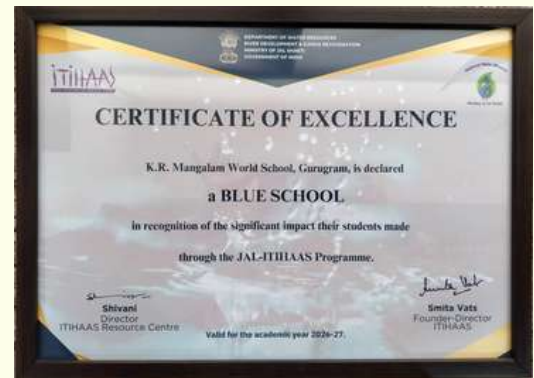 DEPARTMENT OF WATER RESOURCES
RIVER DEVELOPMENT & GANGA REJUVENATION
MINISTRY OF JAL SHAKTI
GOVERNMENT OF INDIA
ITIHAAS
CERTIFICATE OF EXCELLENCE
K.R. Mangalam World School, Gurugram, is declared
a BLUE SCHOOL
in recognition of the significant impact their students made
through the JAL-ITIHAAS Programme.
Shivani
Director
ITIHAAS Resource Centre
Smita Vats
Founder-Director
ITIHAAS
Valid for the academic year 2026-27.